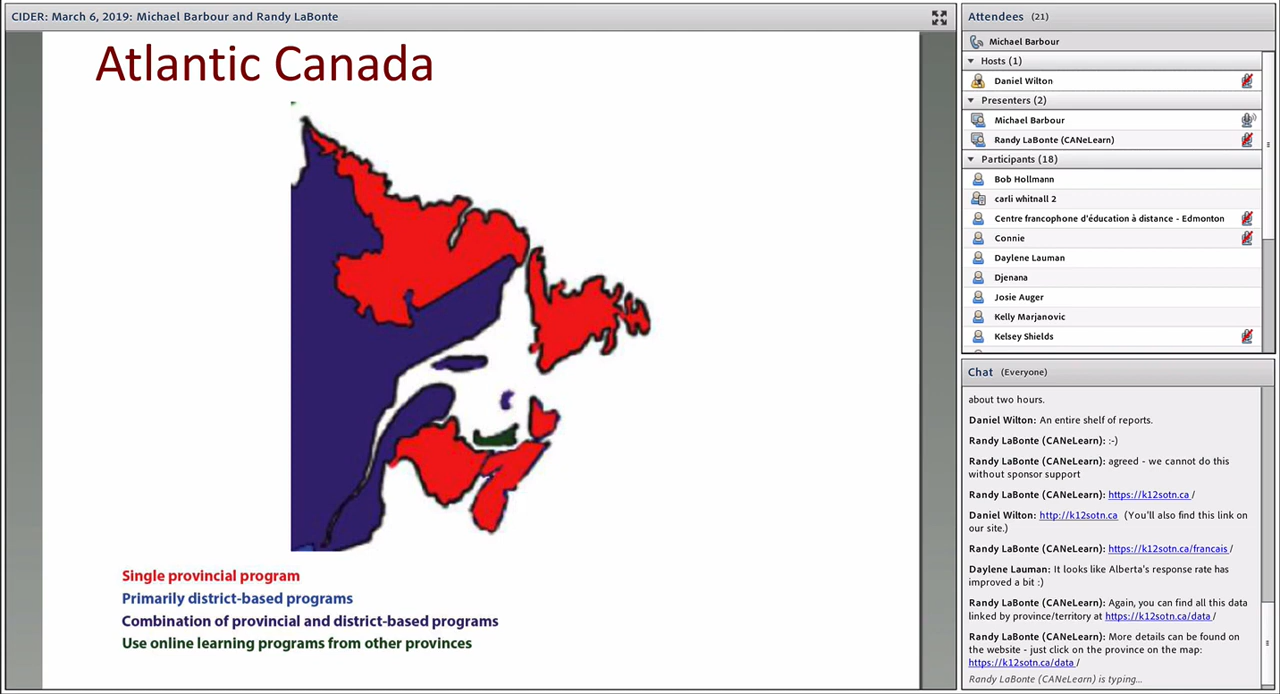 CIDER: March 6, 2019: Michael Barbour and Randy LaBonte
Atlantic Canada
Single provincial program
Primarily district-based programs
Combination of provincial and district-based programs
Use online learning programs from other provinces
Attendees (21)
Michael Barbour
Hosts (1)
Daniel Wilton
Presenters (2)
Michael Barbour
Randy LaBonte (CANeLearn)
Participants (18)
Bob Hollmann
carli whitnall 2
Centre francophone d'éducation à distance - Edmonton
Connie
Daylene Lauman
Djenana
Josie Auger
Kelly Marjanovic
Kelsey Shields
Chat (Everyone)
about two hours.
Daniel Wilton: An entire shelf of reports.
Randy LaBonte (CANeLearn): :-)
Randy LaBonte (CANeLearn): agreed - we cannot do this
without sponsor support
Randy LaBonte (CANeLearn): https://k12sotn.ca /
Daniel Wilton: http://k12sotn.ca (You'll also find this link on
our site.)
Randy LaBonte (CANeLearn): https://k12sotn.ca/francais /
Daylene Lauman: It looks like Alberta's response rate has
improved a bit :)
Randy LaBonte (CANeLearn): Again, you can find all this data
linked by province/territory at https://k12sotn.ca/data /
Randy LaBonte (CANeLearn): More details can be found on
the website - just click on the province on the map:
https://k12sotn.ca/data /
Randy LaBonte (CANeLearn) is typing...